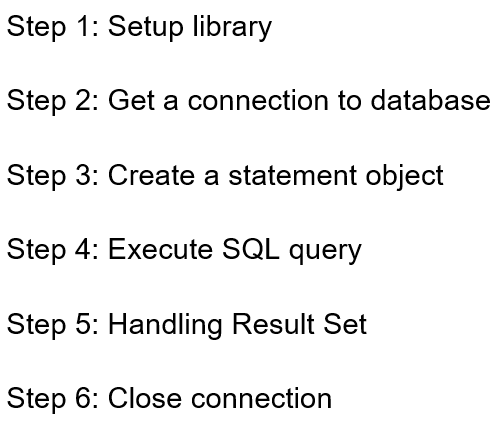 Step 1: Setup library
Step 2: Get a connection to database
Step 3: Create a statement object
Step 4: Execute SQL query
Step 5: Handling Result Set
Step 6: Close connection